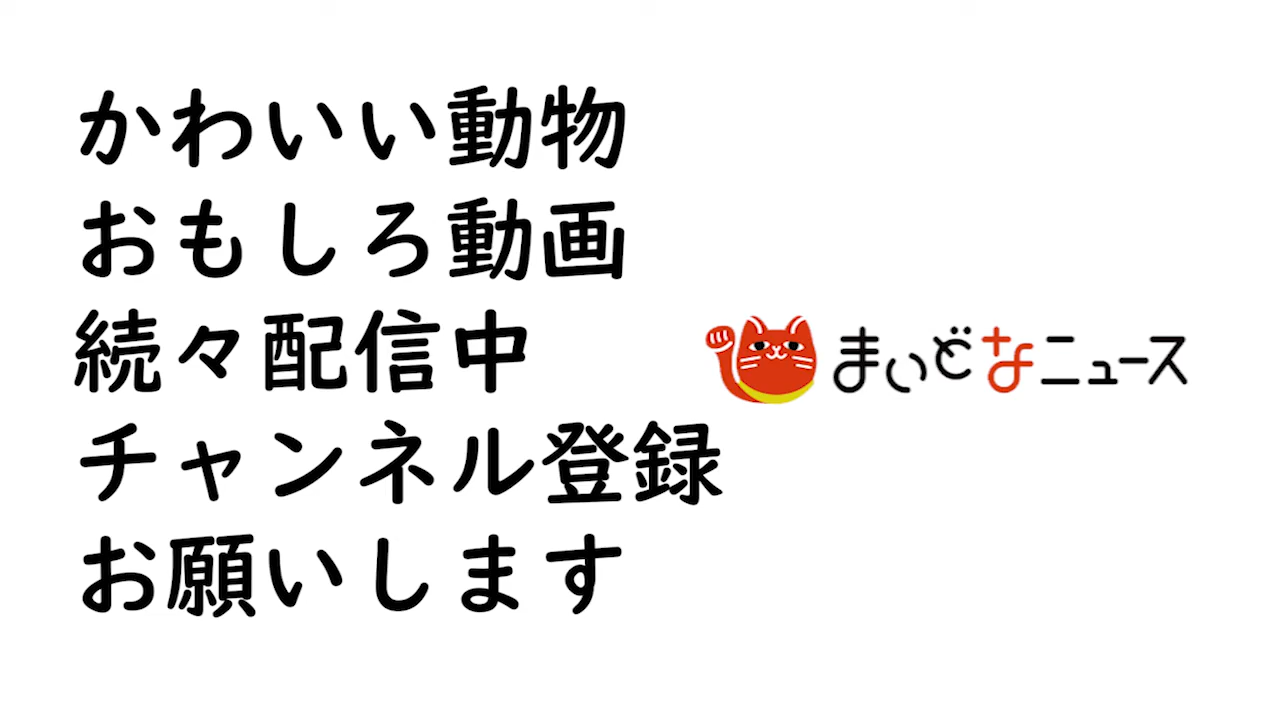 かわいい動物
おもしろ動画
続々配信中
チャンネル登録
お願いします
まいどなニュース